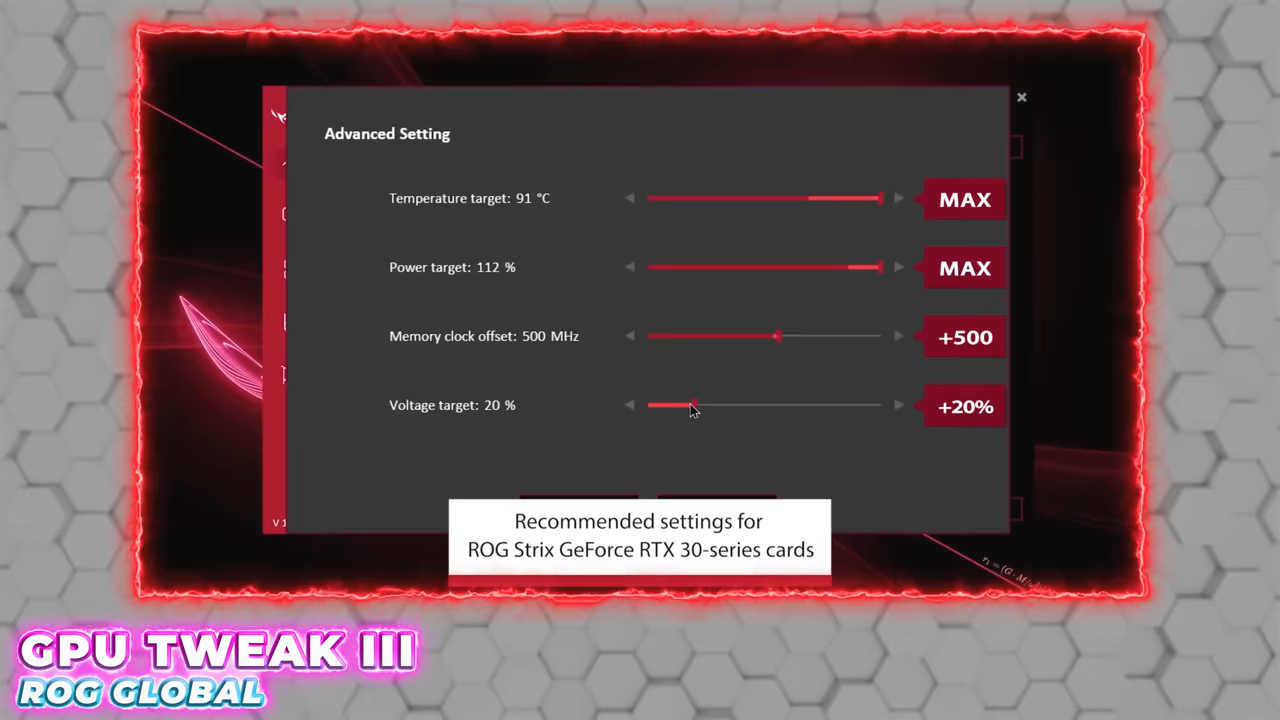 Advanced Setting
Temperature target: 91 °C
MAX
Power target: 112 %
MAX
Memory clock offset: 500 MHz
+500
Voltage target: 20 %
+20%
V 1
Recommended settings for
ROG Strix GeForce RTX 30-series cards
GPU TWEAK III
ROG GLOBAL